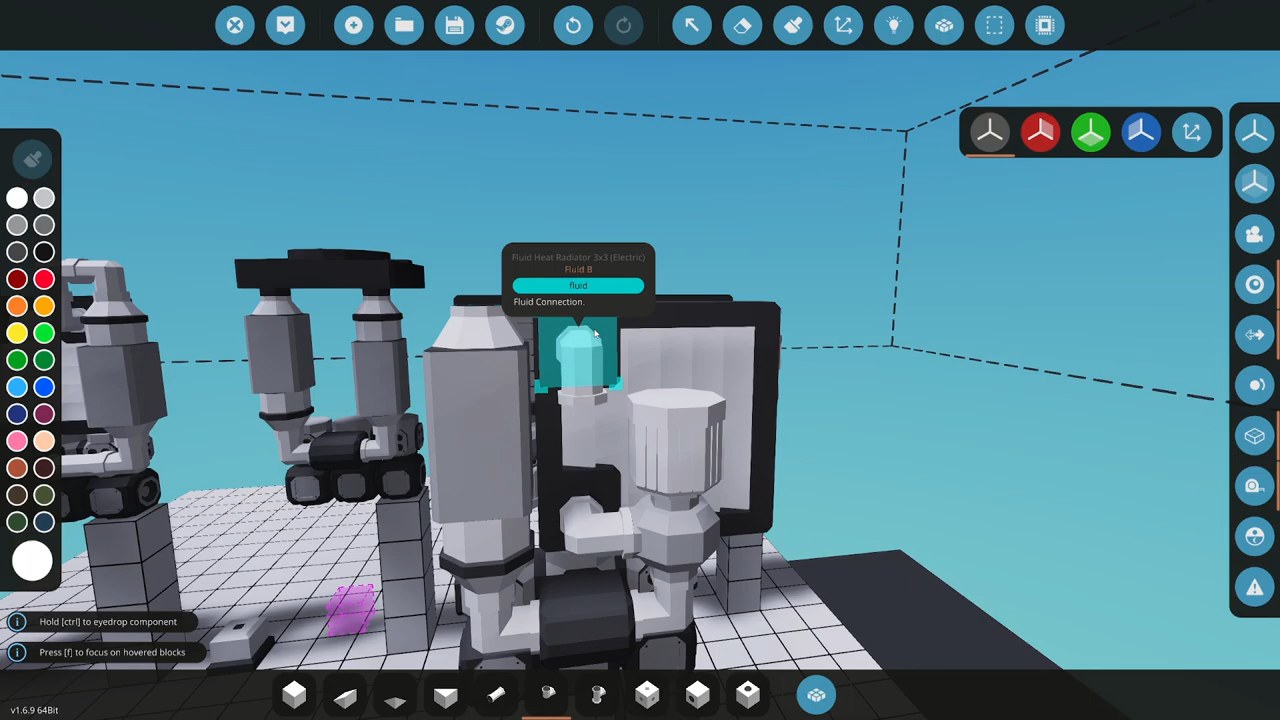 Fluid Heat Radiator 3x3 (Electric)
Fluid B
fluid
Fluid Connection.
Hold [ctrl] to eyedrop component
Press [f] to focus on hovered blocks
v1.6.9 64Bit